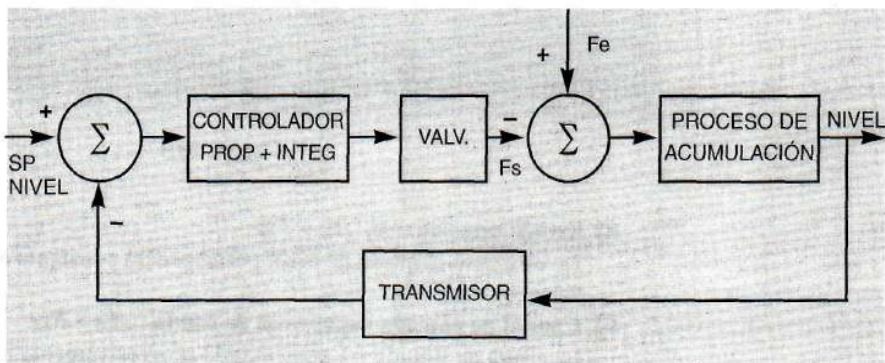 +
Fe
+
SP
NIVEL
Σ
−
CONTROLADOR
PROP + INTEG
VALV.
−
Fs
Σ
PROCESO DE
ACUMULACIÓN
NIVEL
TRANSMISOR